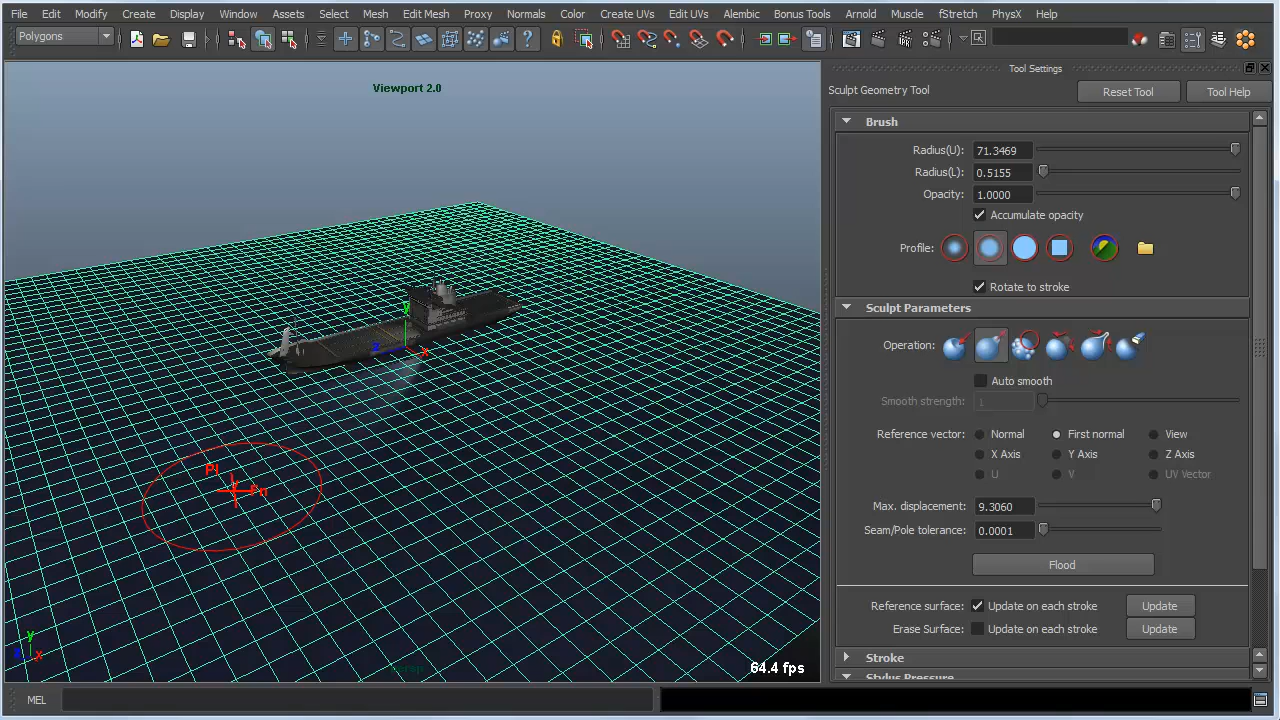 File Edit Modify Create Display Window Assets Select Mesh Edit Mesh Proxy Normals Color Create UVs Edit UVs Alembic Bonus Tools Arnold Muscle fStretch PhysX Help
Polygons
Tool Settings
Viewport 2.0
Sculpt Geometry Tool Reset Tool Tool Help
Brush
Radius(U): 71.3469
Radius(L): 0.5155
Opacity: 1.0000
Accumulate opacity
Profile:
Rotate to stroke
Sculpt Parameters
Operation:
Auto smooth
Smooth strength: 1
Reference vector: Normal First normal View
X Axis Y Axis Z Axis
U V UV Vector
Max. displacement: 9.3060
Seam/Pole tolerance: 0.0001
Flood
Reference surface: Update on each stroke Update
Erase Surface: Update on each stroke Update
Stroke
Stylus Pressure
y
z
x
Pl
Pn
y
x
persp
64.4 fps
MEL